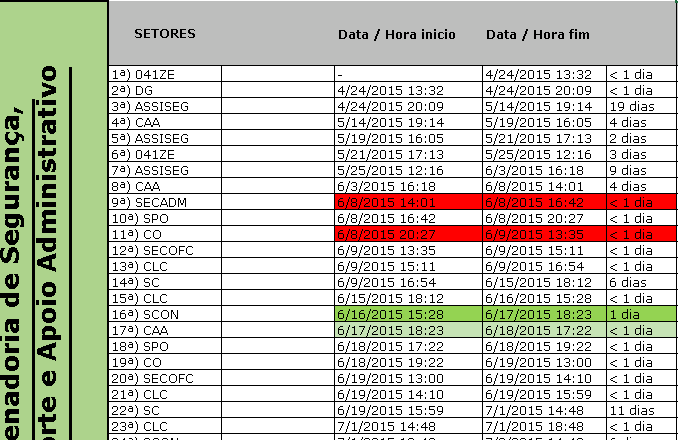 enadoria de Segurança,
orte e Apoio Administrativo
SETORES Data / Hora inicio Data / Hora fim
1ª) 041ZE - 4/24/2015 13:32 < 1 dia
2ª) DG 4/24/2015 13:32 4/24/2015 20:09 < 1 dia
3ª) ASSISEG 4/24/2015 20:09 5/14/2015 19:14 19 dias
4ª) CAA 5/14/2015 19:14 5/19/2015 16:05 4 dias
5ª) ASSISEG 5/19/2015 16:05 5/21/2015 17:13 2 dias
6ª) 041ZE 5/21/2015 17:13 5/25/2015 12:16 3 dias
7ª) ASSISEG 5/25/2015 12:16 6/3/2015 16:18 9 dias
8ª) CAA 6/3/2015 16:18 6/8/2015 14:01 4 dias
9ª) SECADM 6/8/2015 14:01 6/8/2015 16:42 < 1 dia
10ª) SPO 6/8/2015 16:42 6/8/2015 20:27 < 1 dia
11ª) CO 6/8/2015 20:27 6/9/2015 13:35 < 1 dia
12ª) SECOFC 6/9/2015 13:35 6/9/2015 15:11 < 1 dia
13ª) CLC 6/9/2015 15:11 6/9/2015 16:54 < 1 dia
14ª) SC 6/9/2015 16:54 6/15/2015 18:12 6 dias
15ª) CLC 6/15/2015 18:12 6/16/2015 15:28 < 1 dia
16ª) SCON 6/16/2015 15:28 6/17/2015 18:23 1 dia
17ª) CAA 6/17/2015 18:23 6/18/2015 17:22 < 1 dia
18ª) SPO 6/18/2015 17:22 6/18/2015 19:22 < 1 dia
19ª) CO 6/18/2015 19:22 6/19/2015 13:00 < 1 dia
20ª) SECOFC 6/19/2015 13:00 6/19/2015 14:10 < 1 dia
21ª) CLC 6/19/2015 14:10 6/19/2015 15:59 < 1 dia
22ª) SC 6/19/2015 15:59 7/1/2015 14:48 11 dias
23ª) CLC 7/1/2015 14:48 7/1/2015 18:48 < 1 dia